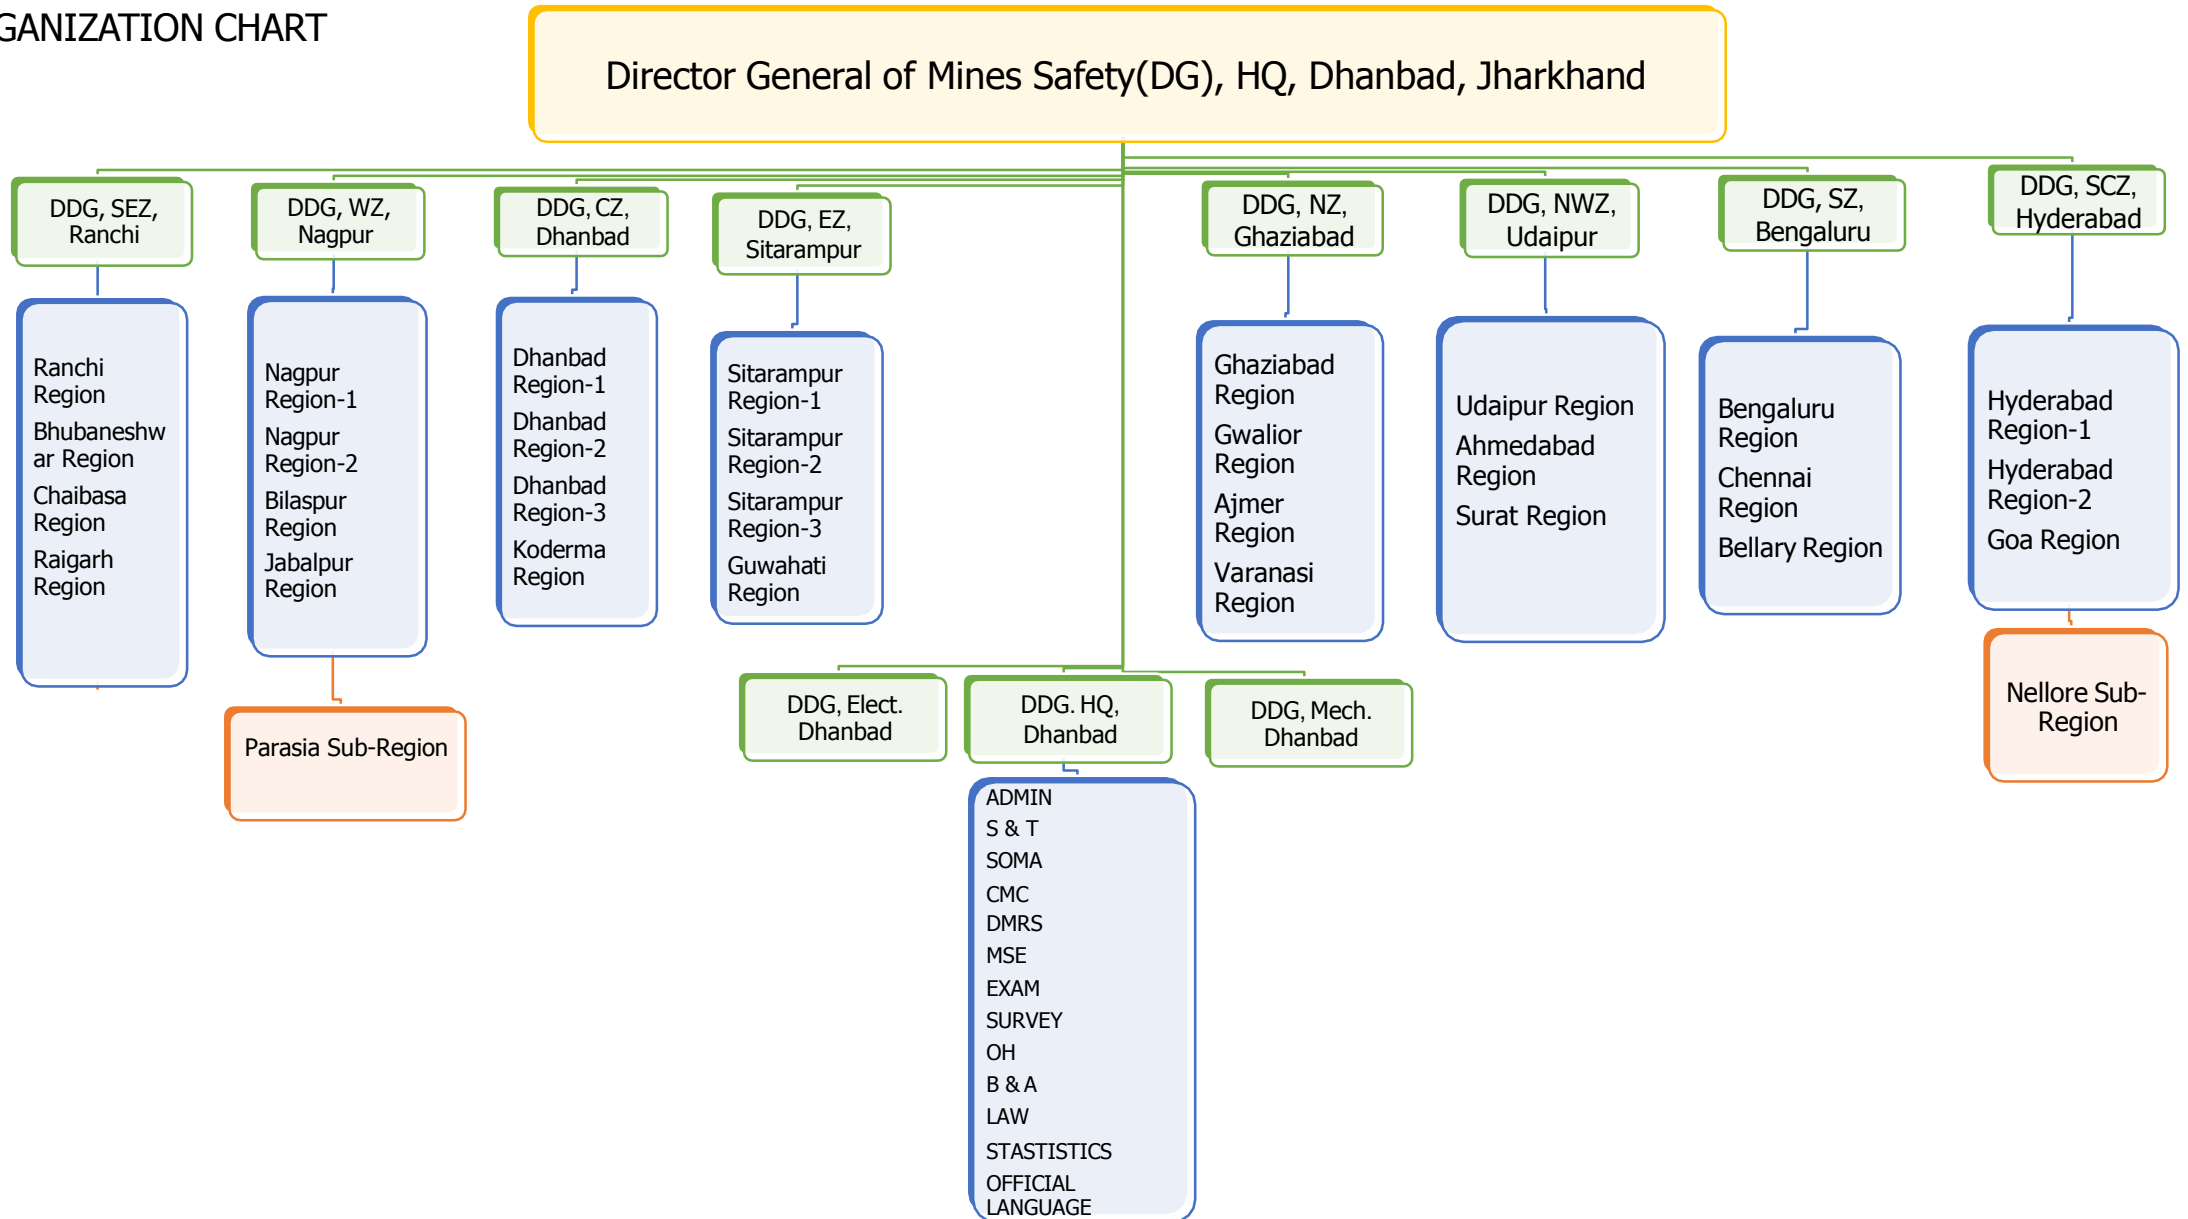 GANIZATION CHART
Director General of Mines Safety(DG), HQ, Dhanbad, Jharkhand
DDG, SEZ,
Ranchi
DDG, WZ,
Nagpur
DDG, CZ,
Dhanbad
DDG, EZ,
Sitarampur
DDG, NZ,
Ghaziabad
DDG, NWZ,
Udaipur
DDG, SZ,
Bengaluru
DDG, SCZ,
Hyderabad
Ranchi
Region
Bhubaneshw
ar Region
Chaibasa
Region
Raigarh
Region
Nagpur
Region-1
Nagpur
Region-2
Bilaspur
Region
Jabalpur
Region
Dhanbad
Region-1
Dhanbad
Region-2
Dhanbad
Region-3
Koderma
Region
Sitarampur
Region-1
Sitarampur
Region-2
Sitarampur
Region-3
Guwahati
Region
Ghaziabad
Region
Gwalior
Region
Ajmer
Region
Varanasi
Region
Udaipur Region
Ahmedabad
Region
Surat Region
Bengaluru
Region
Chennai
Region
Bellary Region
Hyderabad
Region-1
Hyderabad
Region-2
Goa Region
Parasia Sub-Region
Nellore Sub-
Region
DDG, Elect.
Dhanbad
DDG. HQ,
Dhanbad
DDG, Mech.
Dhanbad
ADMIN
S & T
SOMA
CMC
DMRS
MSE
EXAM
SURVEY
OH
B & A
LAW
STASTISTICS
OFFICIAL
LANGUAGE